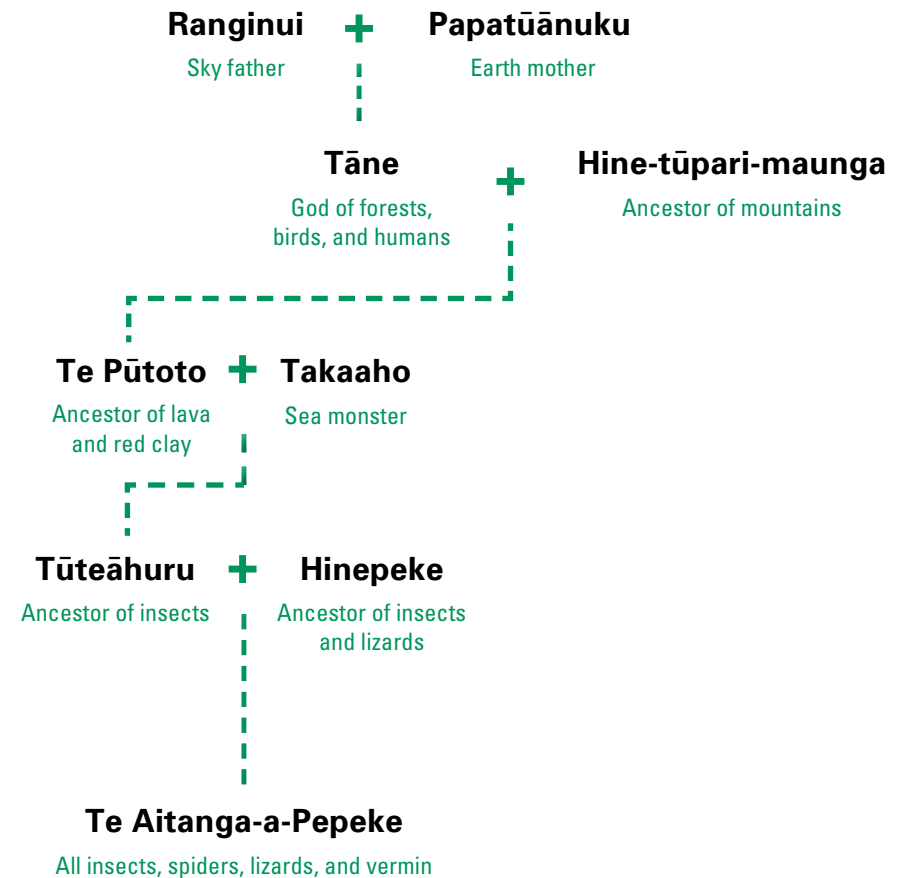 Ranginui + Papatūānuku
Sky father Earth mother
Tāne + Hine-tūpari-maunga
God of forests, Ancestor of mountains
birds, and humans
Te Pūtoto + Takaaho
Ancestor of lava Sea monster
and red clay
Tūteāhuru + Hinepeke
Ancestor of insects Ancestor of insects
and lizards
Te Aitanga-a-Pepeke
All insects, spiders, lizards, and vermin